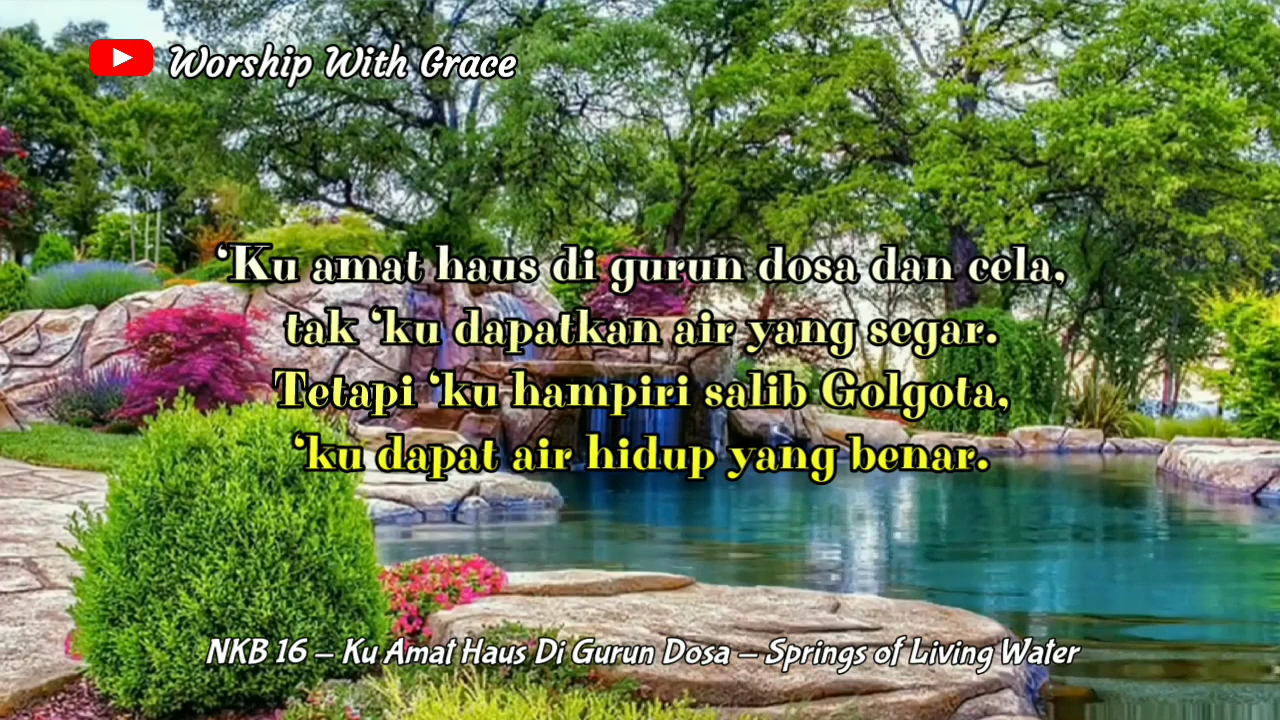 Worship With Grace
‘Ku amat haus di gurun dosa dan cela,
tak ‘ku dapatkan air yang segar.
Tetapi ‘ku hampiri salib Golgota,
‘ku dapat air hidup yang benar.
NKB 16 – Ku Amat Haus Di Gurun Dosa – Springs of Living Water